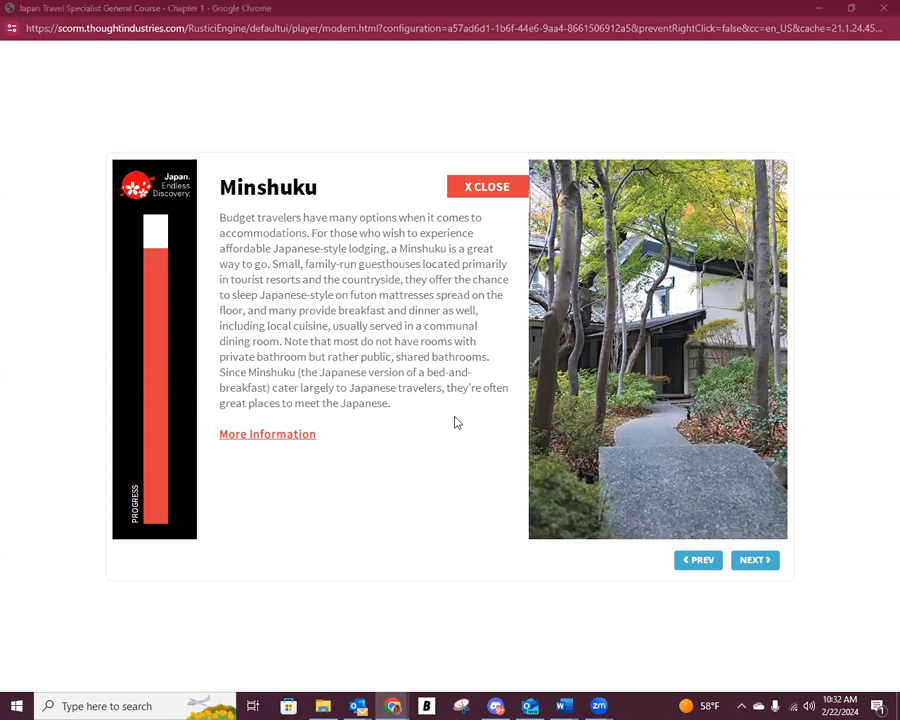 Japan Travel Specialist General Course - Chapter 1 - Google Chrome
https://scorm.thoughtindustries.com/RusticiEngine/defaultui/player/modern.html?configuration=a57ad6d1-1b6f-44e6-9aa4-8661506912a5&preventRightClick=false&cc=en_US&cache=21.1.24.45...
Japan.
Endless
Discovery.
PROGRESS
Minshuku
X CLOSE
Budget travelers have many options when it comes to
accommodations. For those who wish to experience
affordable Japanese-style lodging, a Minshuku is a great
way to go. Small, family-run guesthouses located primarily
in tourist resorts and the countryside, they offer the chance
to sleep Japanese-style on futon mattresses spread on the
floor, and many provide breakfast and dinner as well,
including local cuisine, usually served in a communal
dining room. Note that most do not have rooms with
private bathroom but rather public, shared bathrooms.
Since Minshuku (the Japanese version of a bed-and-
breakfast) cater largely to Japanese travelers, they're often
great places to meet the Japanese.
More Information
PREV
NEXT
Type here to search
B
W
zm
58°F
10:32 AM
2/22/2024
1